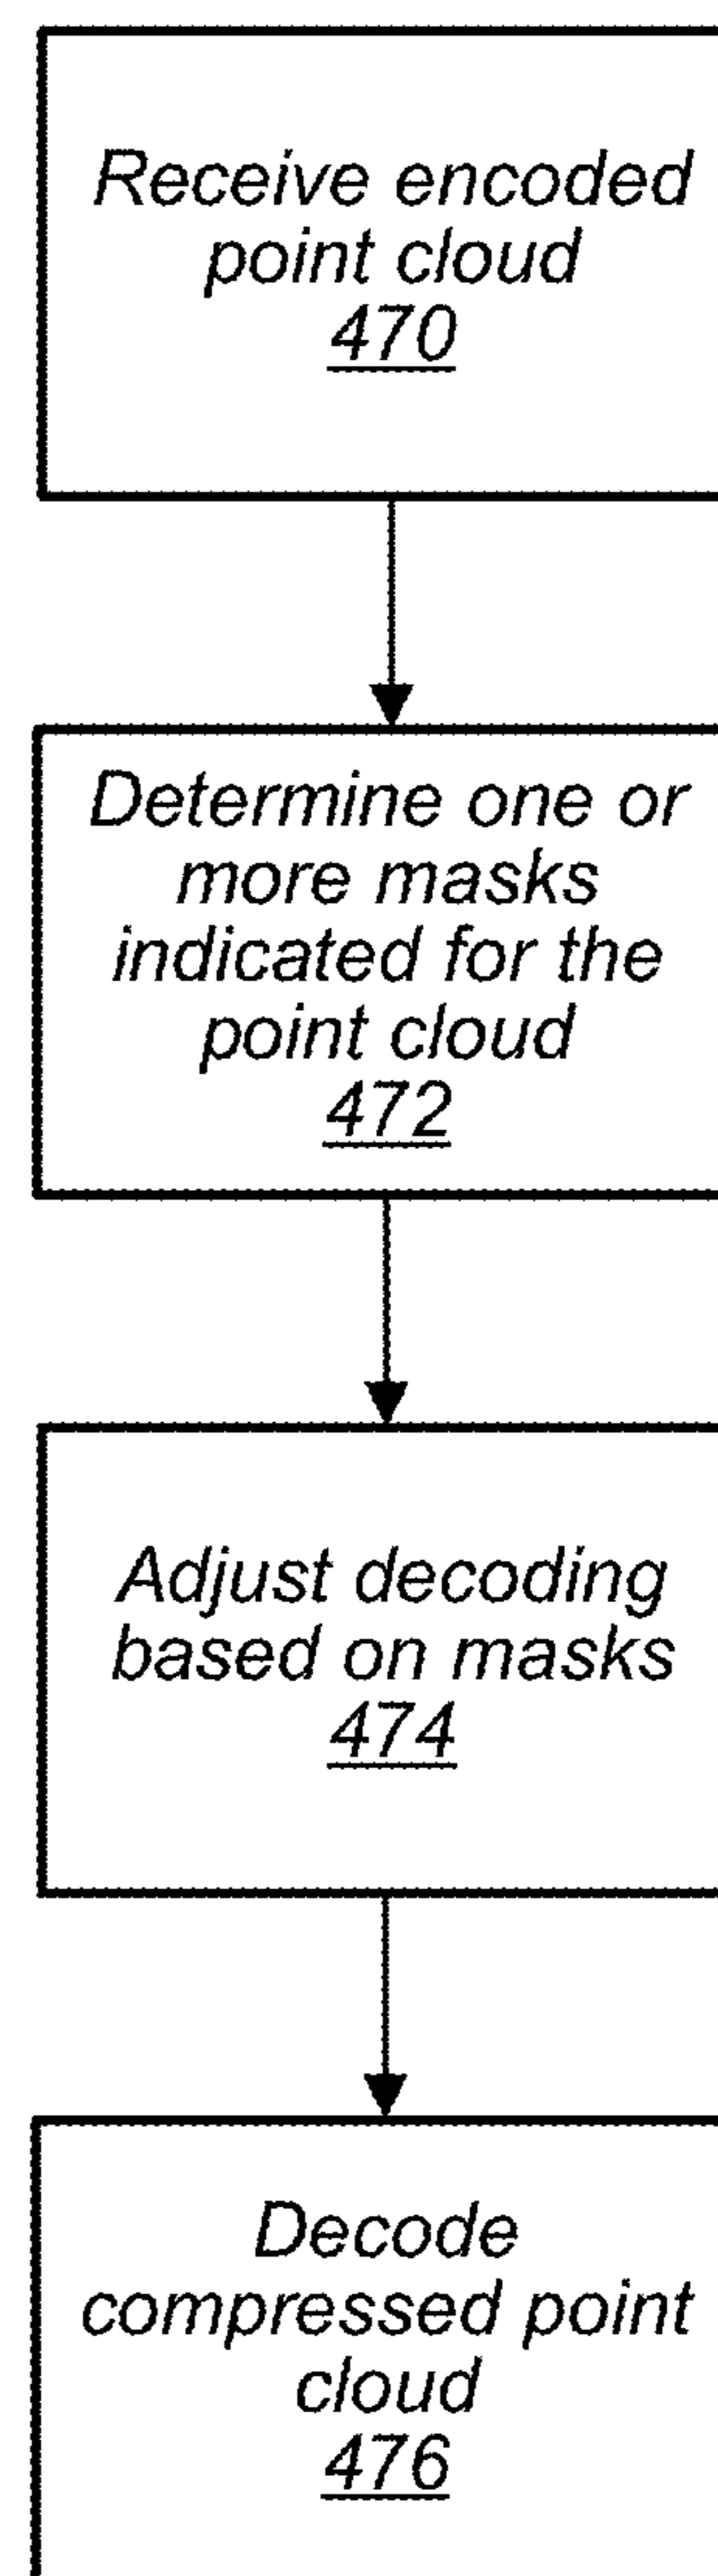 Receive encoded
point cloud
470
Determine one or
more masks
indicated for the
point cloud
472
Adjust decoding
based on masks
474
Decode
compressed point
cloud
476